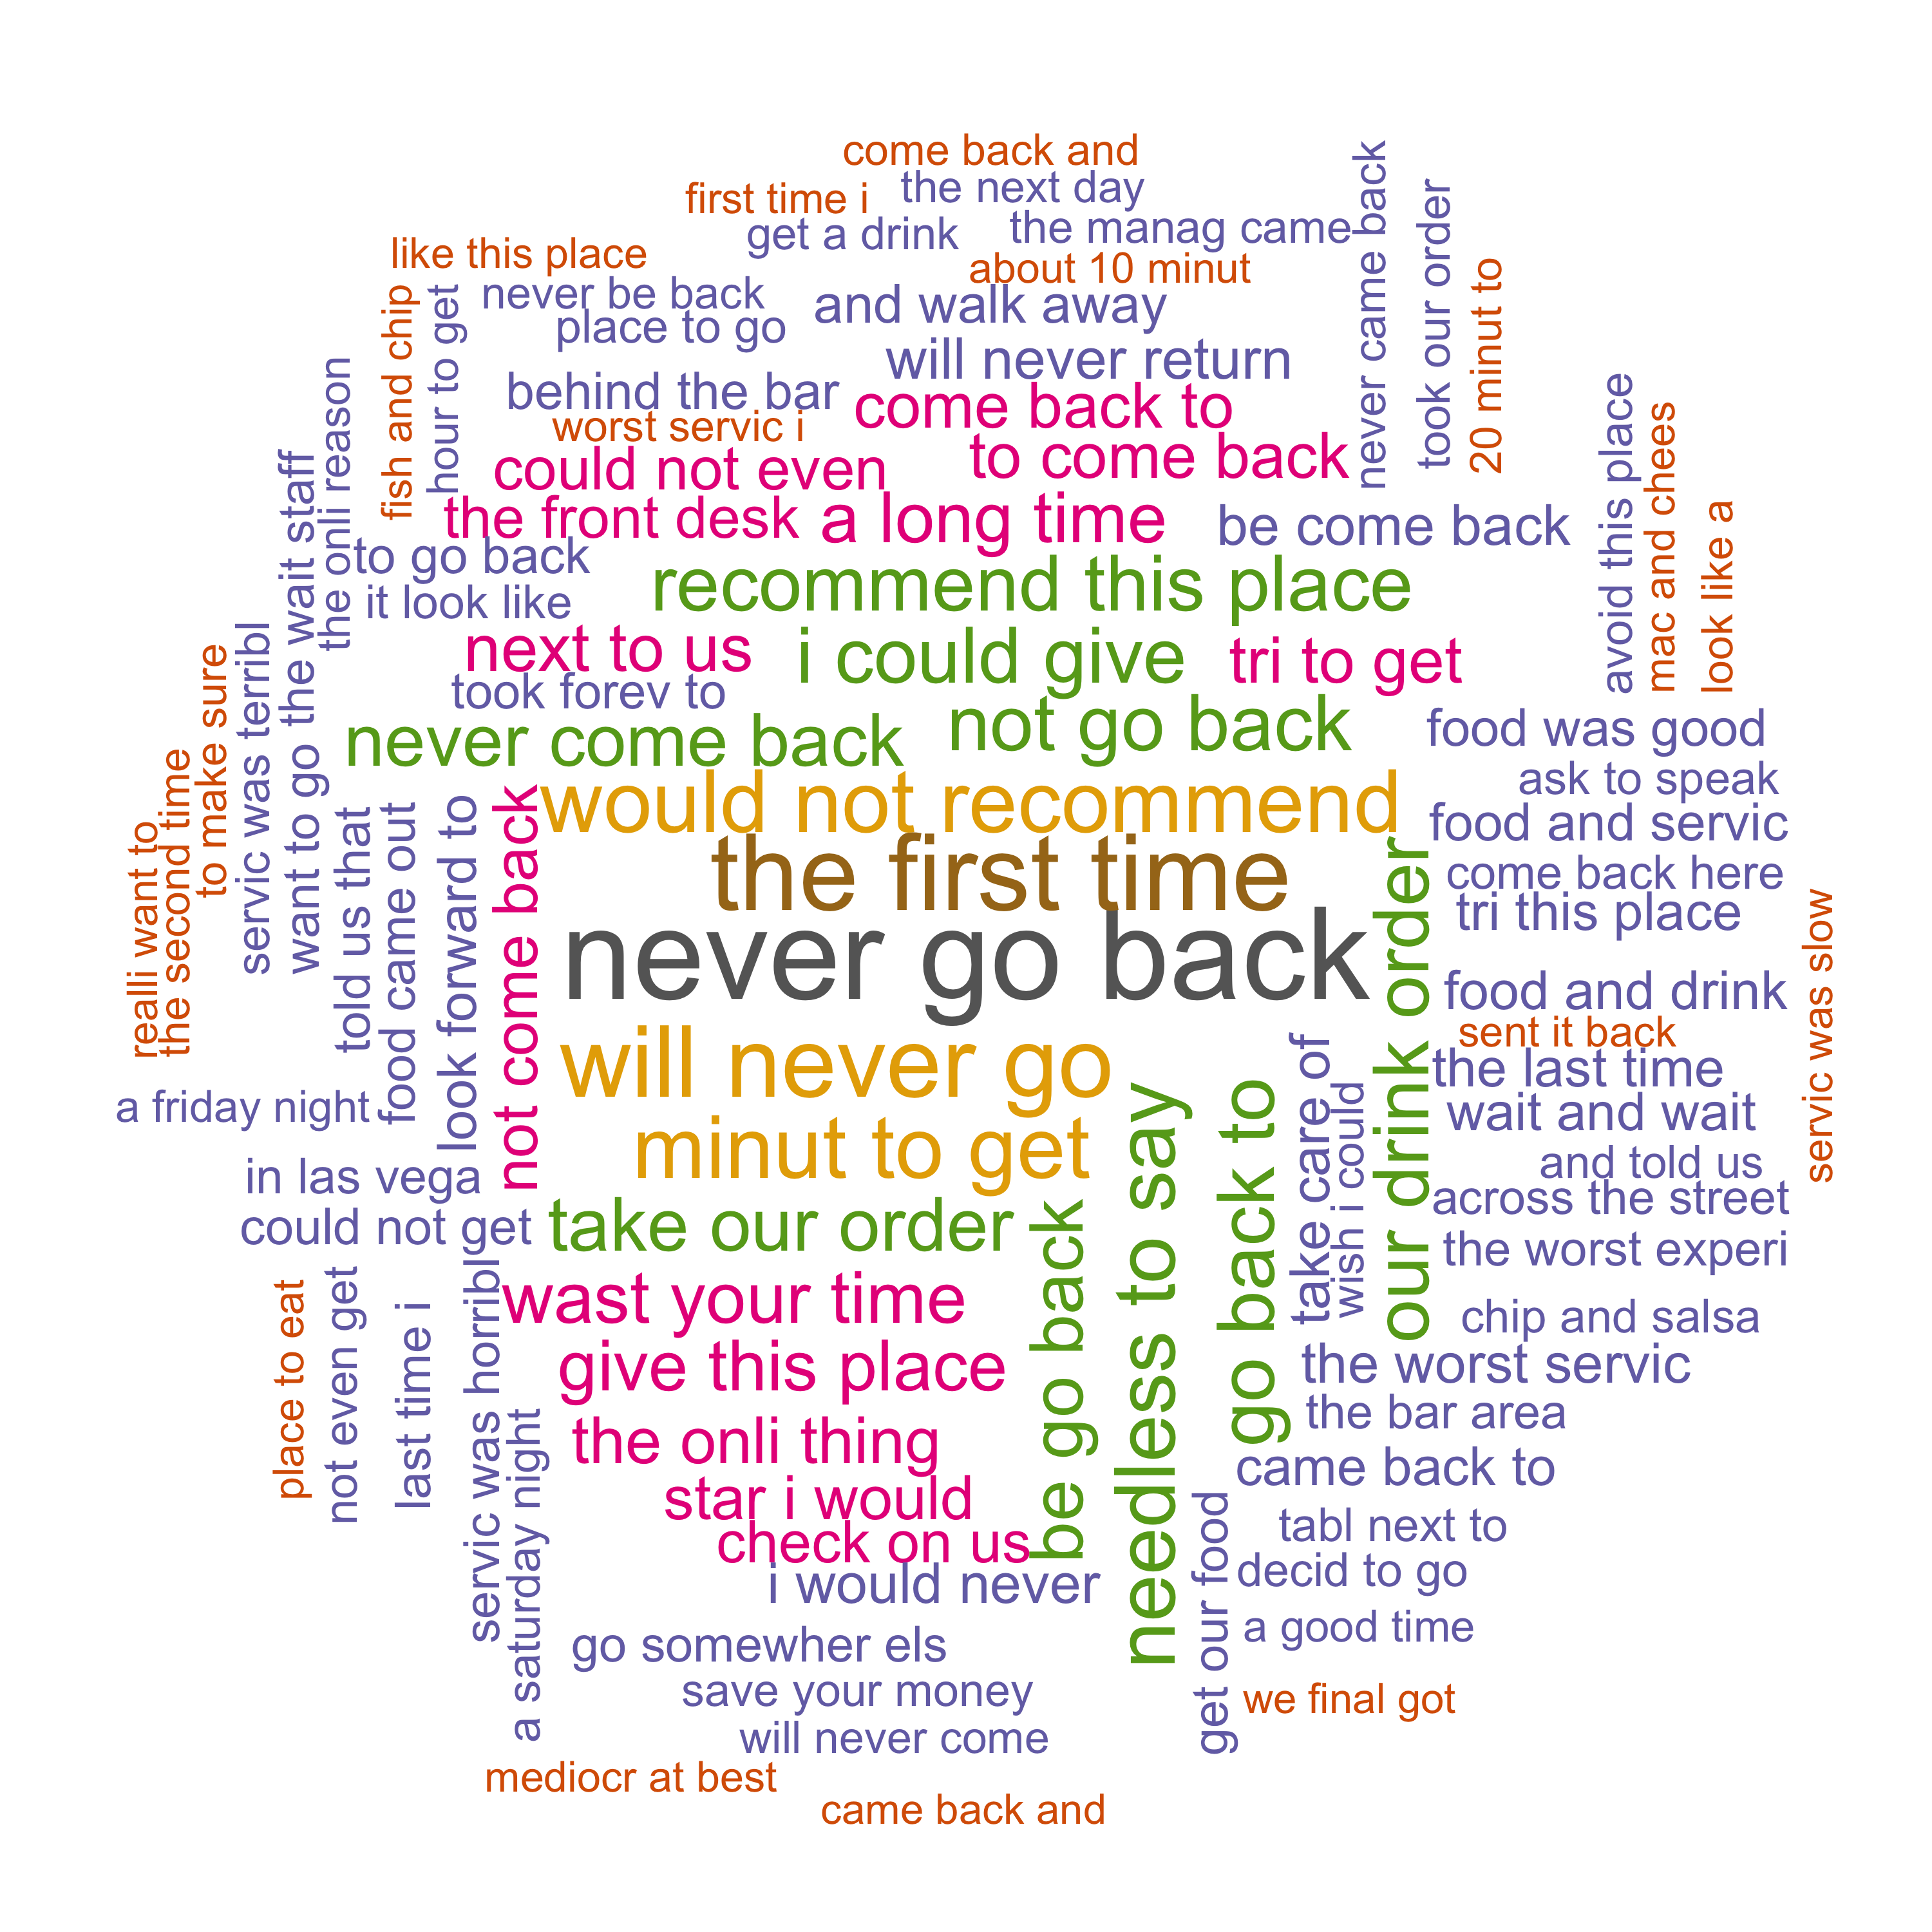 come back and
the next day
first time i
get a drink
the manag came
never came back
took our order
like this place
about 10 minut
20 minut to
never be back
and walk away
fish and chip
hour to get
place to go
will never return
behind the bar
come back to
worst servic i
to come back
could not even
the front desk
a long time
be come back
avoid this place
mac and chees
look like a
the wait staff
the onli reason
to go back
it look like
recommend this place
next to us
i could give
tri to get
took forev to
never come back
not go back
food was good
ask to speak
would not recommend
food and servic
the first time
come back here
tri this place
never go back
food and drink
sent it back
will never go
the last time
wait and wait
minut to get
and told us
across the street
take our order
the worst experi
realli want to
the second time
to make sure
servic was terribl
want to go
told us that
food came out
look forward to
not come back
our drink order
servic was slow
a friday night
in las vega
could not get
take care of
wish i could
go back to
needless to say
be go back
wast your time
chip and salsa
give this place
the worst servic
the bar area
the onli thing
came back to
star i would
check on us
tabl next to
i would never
decid to go
place to eat
not even get
last time i
servic was horribl
a saturday night
get our food
go somewher els
a good time
save your money
we final got
will never come
mediocr at best
came back and